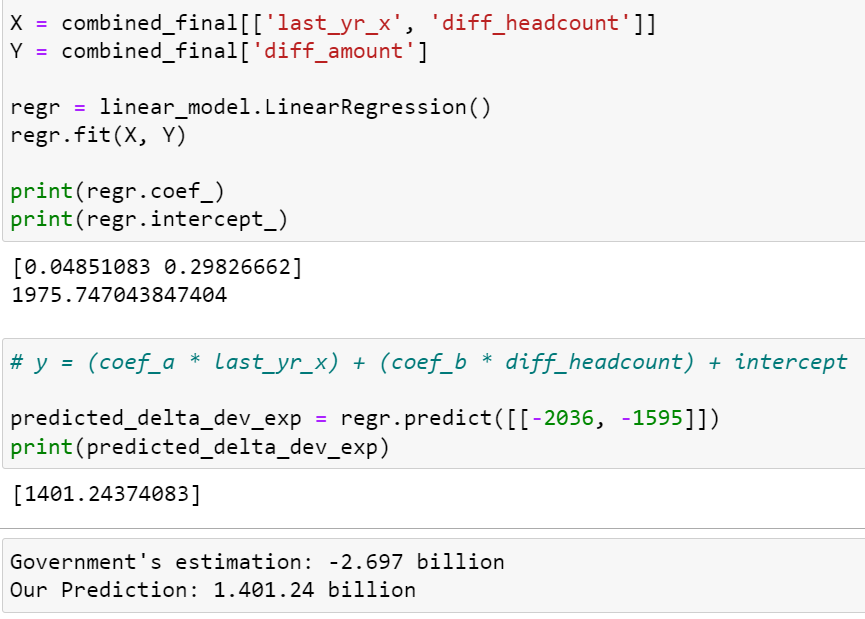 X = combined_final[['last_yr_x', 'diff_headcount']]
Y = combined_final['diff_amount']
regr = linear_model.LinearRegression()
regr.fit(X, Y)
print(regr.coef_)
print(regr.intercept_)
[0.04851083 0.29826662]
1975.747043847404
# y = (coef_a * last_yr_x) + (coef_b * diff_headcount) + intercept
predicted_delta_dev_exp = regr.predict([[-2036, -1595]])
print(predicted_delta_dev_exp)
[1401.24374083]
Government's estimation: -2.697 billion
Our Prediction: 1.401.24 billion